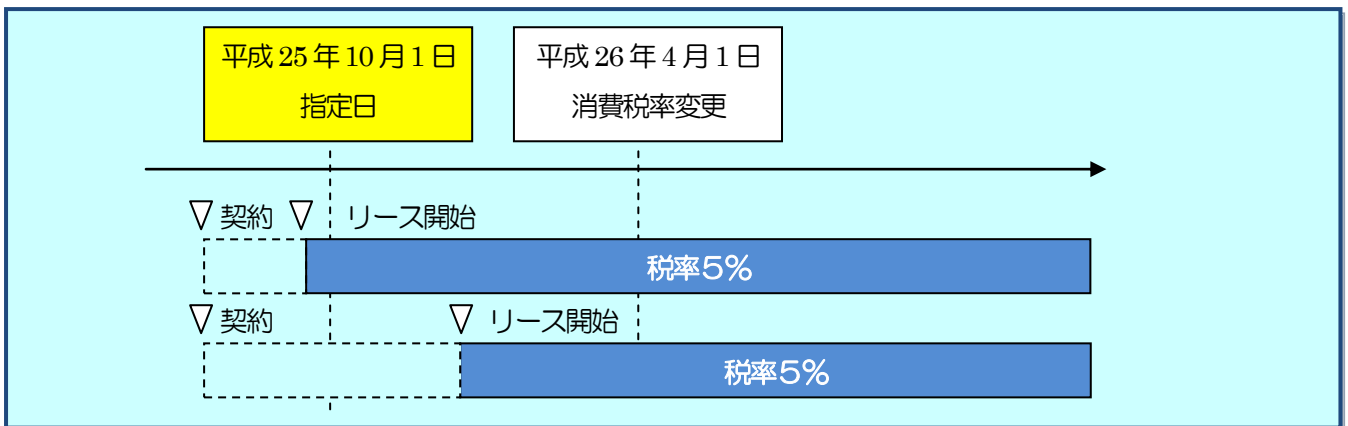 平成25年10月1日
指定日
平成26年4月1日
消費税率変更
契約 リース開始
税率5%
契約 リース開始
税率5%